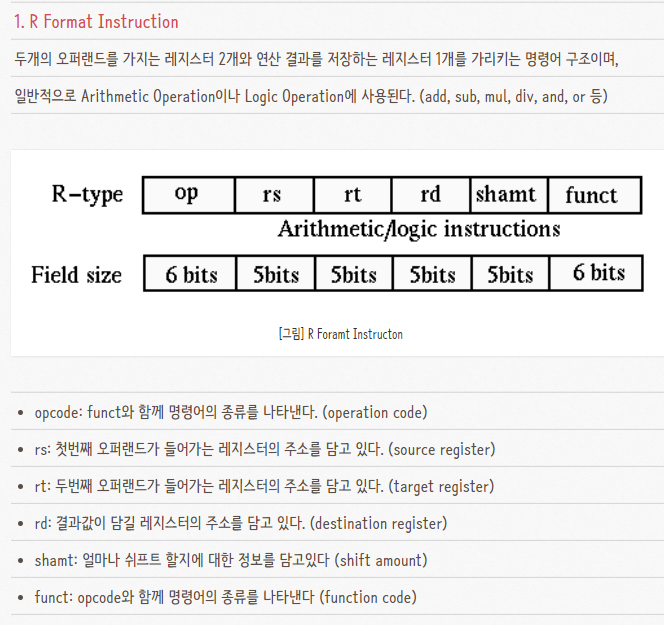 1. R Format Instruction
두개의 오퍼랜드를 가지는 레지스터 2개와 연산 결과를 저장하는 레지스터 1개를 가리키는 명령어 구조이며,
일반적으로 Arithmetic Operation이나 Logic Operation에 사용된다. (add, sub, mul, div, and, or 등)
R-type op rs rt rd shamt funct
Arithmetic/logic instructions
Field size 6 bits 5bits 5bits 5bits 5bits 6 bits
[그림] R Foramt Instructon
• opcode: funct와 함께 명령어의 종류를 나타낸다. (operation code)
• rs: 첫번째 오퍼랜드가 들어가는 레지스터의 주소를 담고 있다. (source register)
• rt: 두번째 오퍼랜드가 들어가는 레지스터의 주소를 담고 있다. (target register)
• rd: 결과값이 담길 레지스터의 주소를 담고 있다. (destination register)
• shamt: 얼마나 쉬프트 할지에 대한 정보를 담고있다 (shift amount)
• funct: opcode와 함께 명령어의 종류를 나타낸다 (function code)